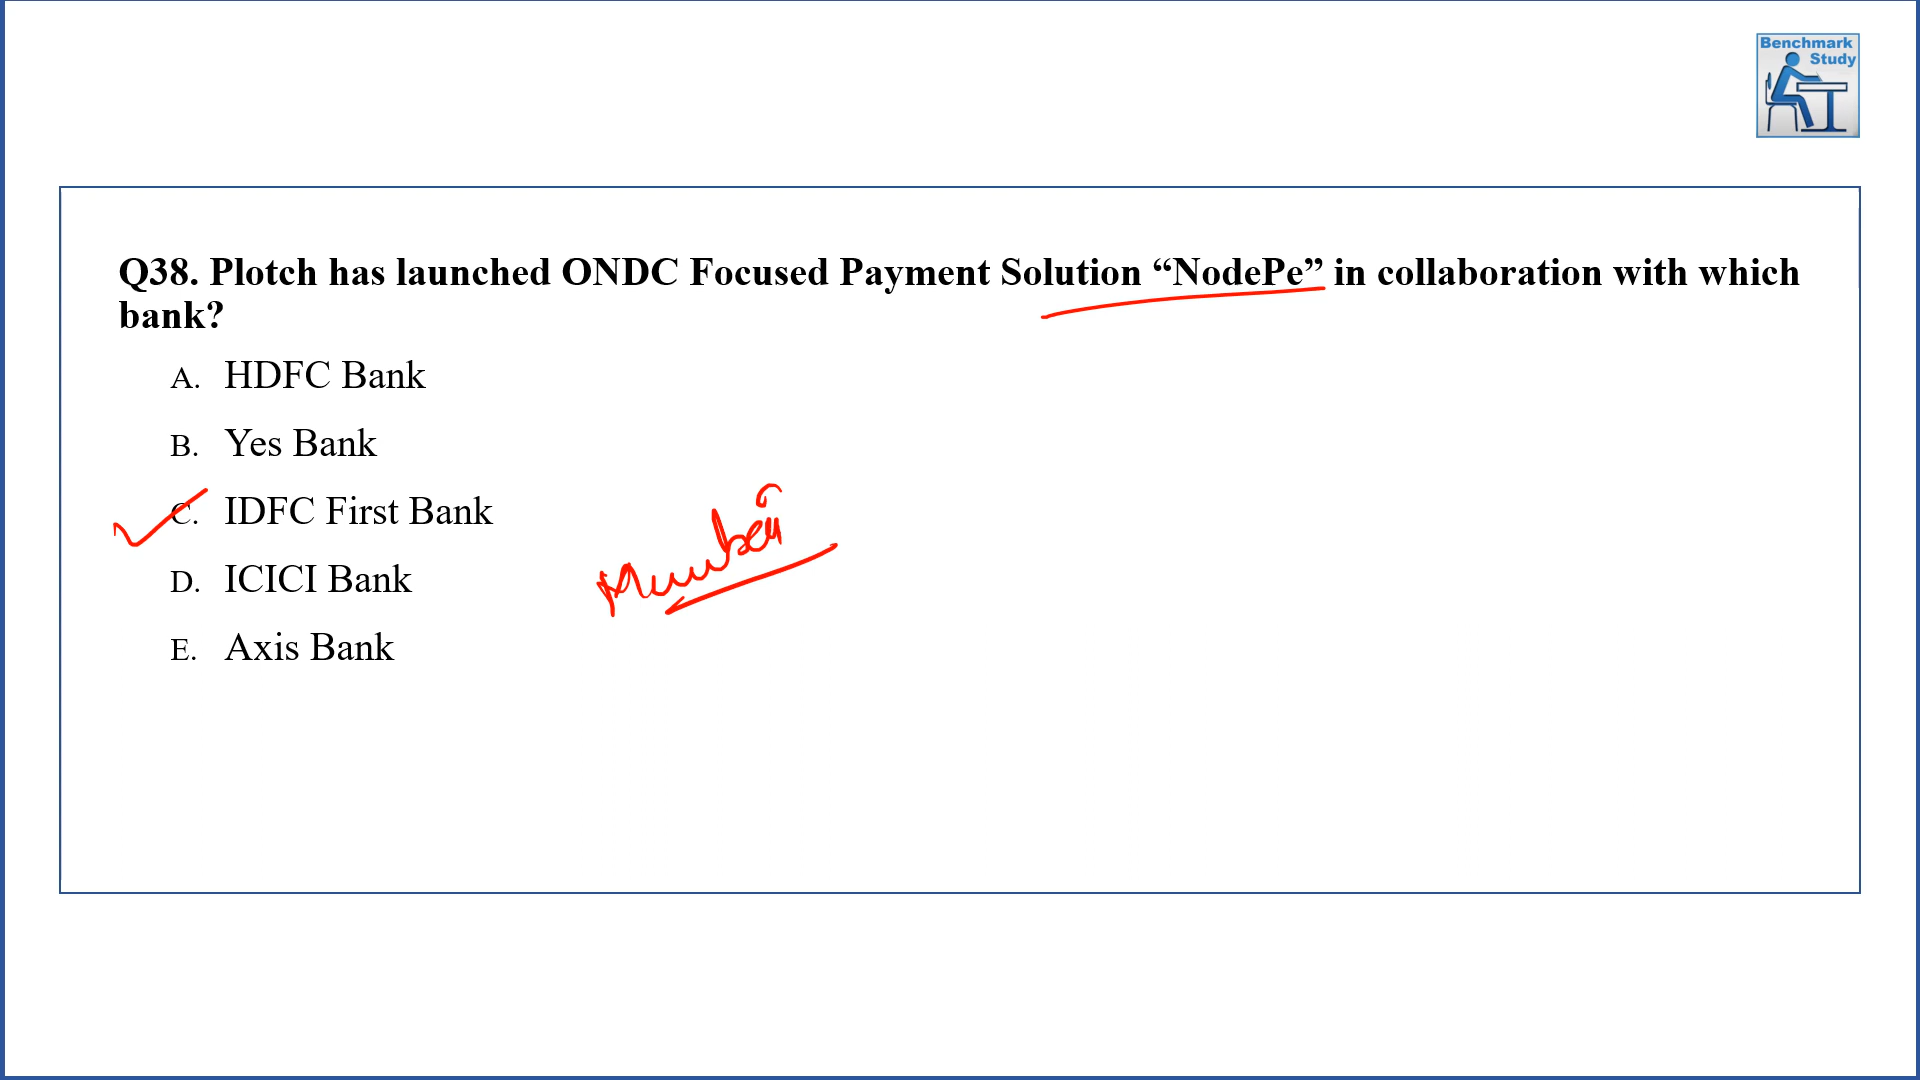 Benchmark
Study
Q38. Plotch has launched ONDC Focused Payment Solution “NodePe” in collaboration with which
bank?
A. HDFC Bank
B. Yes Bank
C. IDFC First Bank
D. ICICI Bank
E. Axis Bank
Mumbai